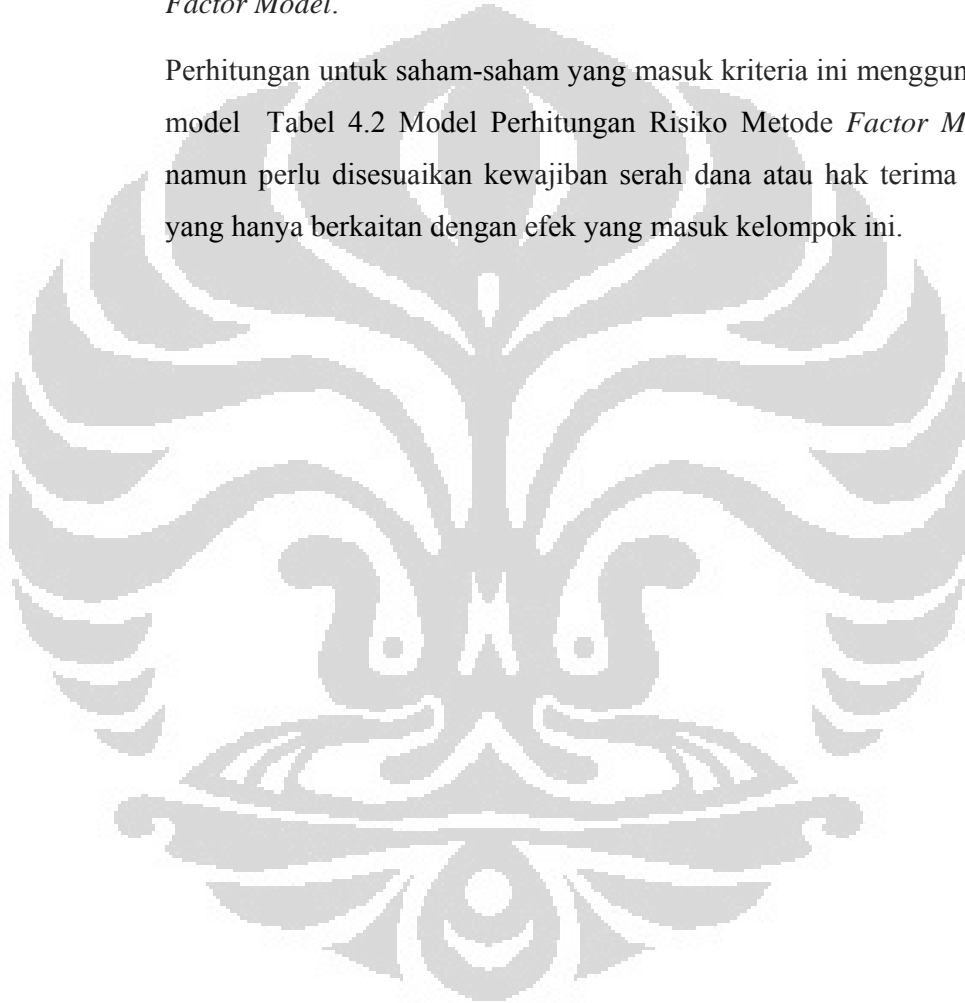 Factor Model.
Perhitungan untuk saham-saham yang masuk kriteria ini
model Tabel 4.2 Model Perhitungan Risiko Metode Factor
namun perlu disesuaikan kewajiban serah dana atau hak terima
yang hanya berkaitan dengan efek yang masuk kelompok ini.